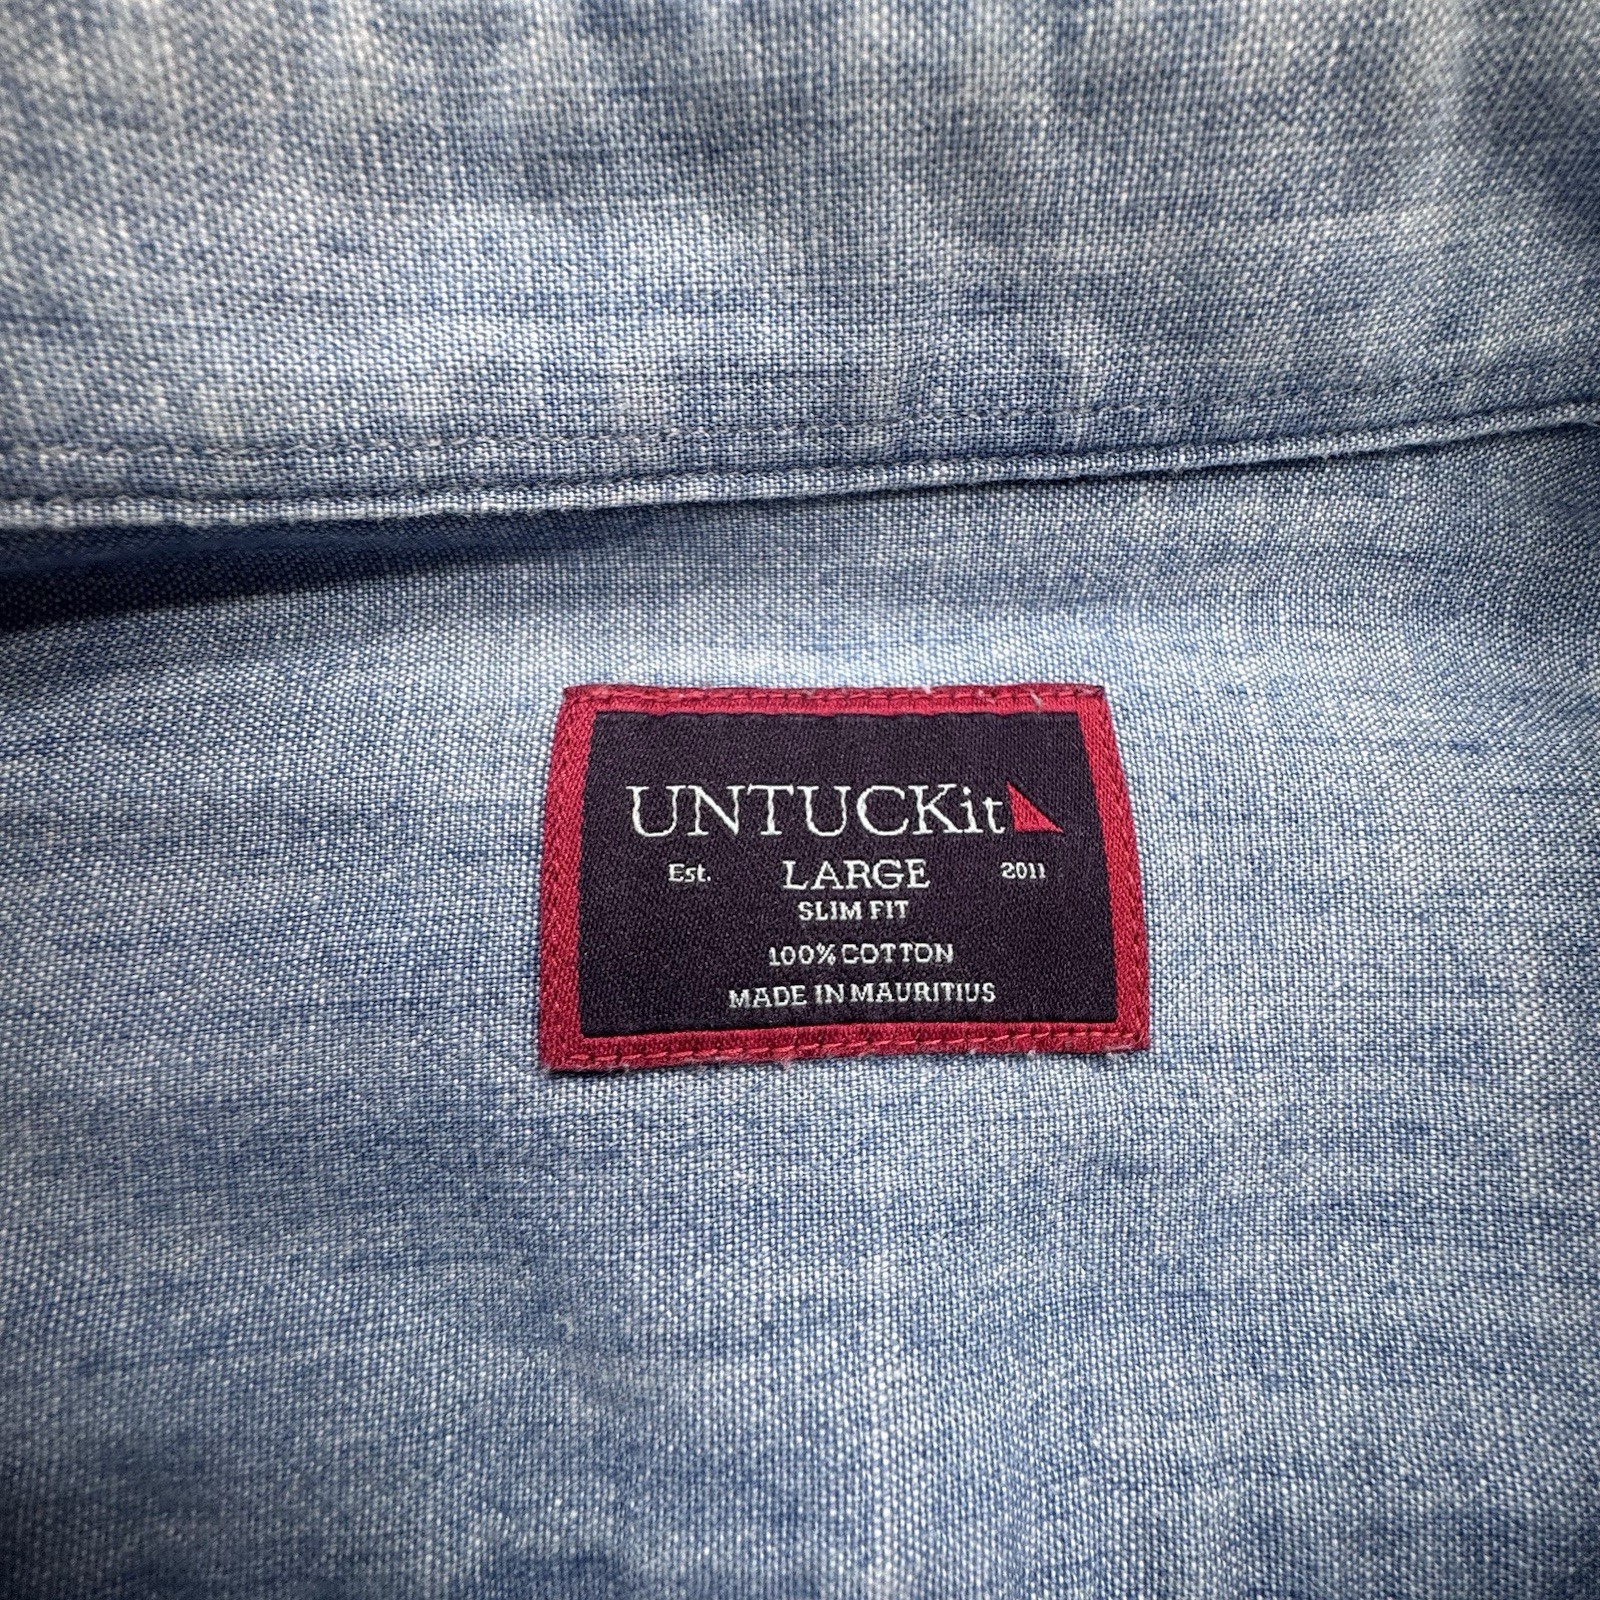 UNTUCKit
Est. LARGE 2011
SLIM FIT
100% COTTON
MADE IN MAURITIUS